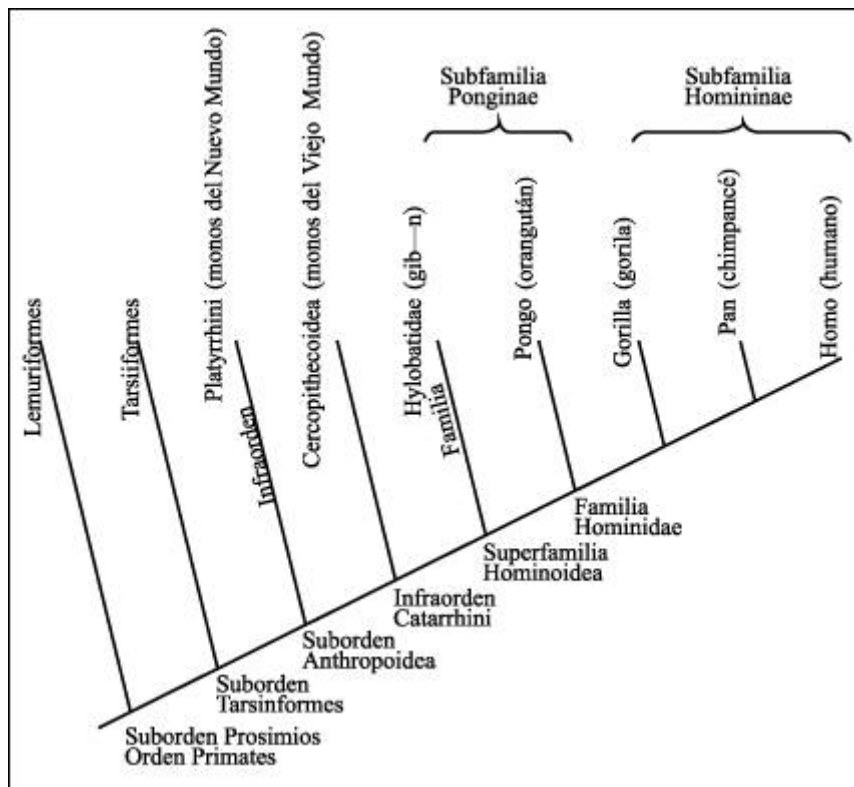 Subfamilia
Ponginae
Subfamilia
Homininae
Lemuriformes
Tarsiiformes
Platyrrhini (monos del Nuevo Mundo)
Infraorden
Cercopithecoidea (monos del Viejo Mundo)
Hylobatidae (gib—n)
Familia
Pongo (orangután)
Gorilla (gorila)
Pan (chimpancé)
Homo (humano)
Familia
Hominidae
Superfamilia
Hominoidea
Infraorden
Catarrhini
Suborden
Anthropoidea
Suborden
Tarsinformes
Suborden Prosimios
Orden Primates